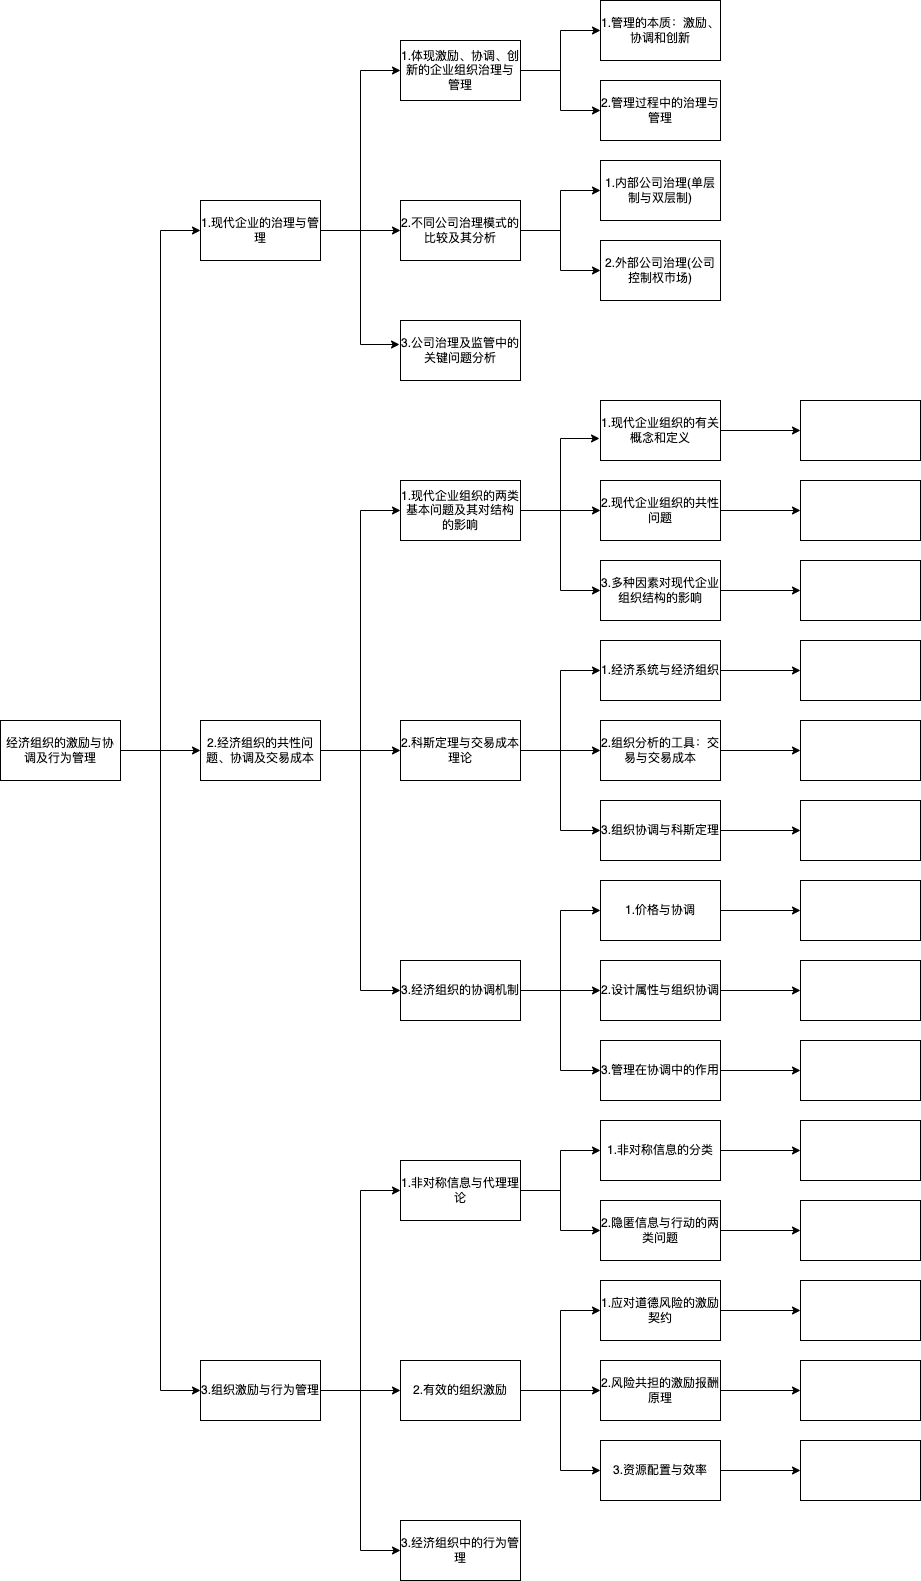 1.管理的本质：激励、
协调和创新
1.体现激励、协调、创
新的企业组织治理与
管理
2.管理过程中的治理与
管理
1.内部公司治理(单层
制与双层制)
1.现代企业的治理与管
理
2.不同公司治理模式的
比较及其分析
2.外部公司治理(公司
控制权市场)
3.公司治理及监管中的
关键问题分析
1.现代企业组织的有关
概念和定义
1.现代企业组织的两类
基本问题及其对结构
的影响
2.现代企业组织的共性
问题
3.多种因素对现代企业
组织结构的影响
1.经济系统与经济组织
经济组织的激励与协
调及行为管理
2.经济组织的共性问
题、协调及交易成本
2.科斯定理与交易成本
理论
2.组织分析的工具：交
易与交易成本
3.组织协调与科斯定理
1.价格与协调
3.经济组织的协调机制
2.设计属性与组织协调
3.管理在协调中的作用
1.非对称信息的分类
1.非对称信息与代理理
论
2.隐匿信息与行动的两
类问题
1.应对道德风险的激励
契约
3.组织激励与行为管理
2.有效的组织激励
2.风险共担的激励报酬
原理
3.资源配置与效率
3.经济组织中的行为管
理